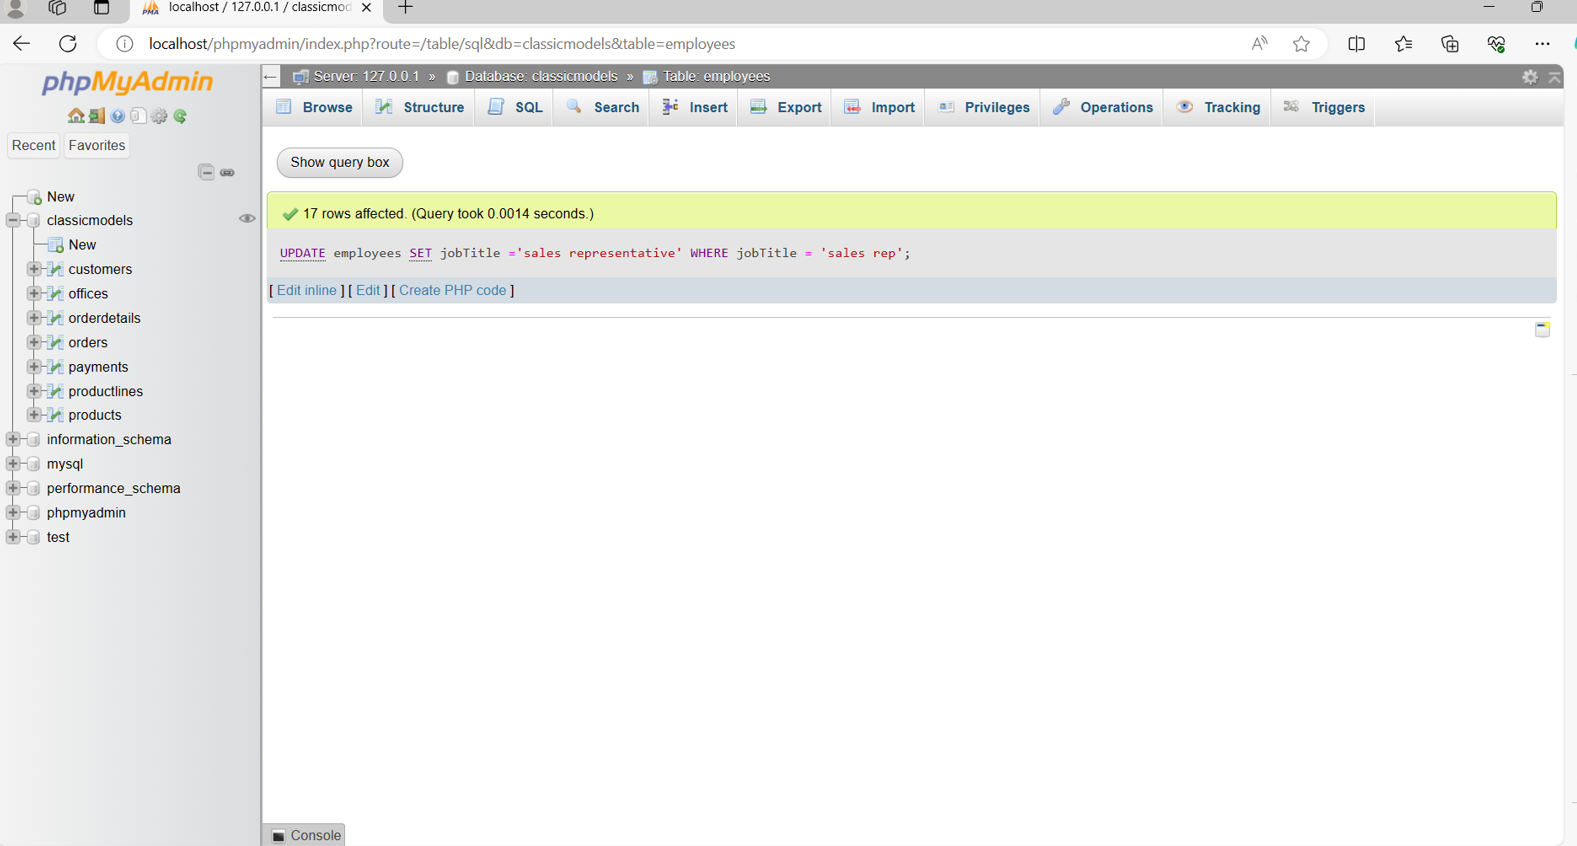 localhost / 127.0.0.1 / classicmod
localhost/phpmyadmin/index.php?route=/table/sql&db=classicmodels&table=employees
phpMyAdmin
Server: 127.0.0.1 » Database: classicmodels » Table: employees
Browse Structure SQL Search Insert Export Import Privileges Operations Tracking Triggers
Recent Favorites
Show query box
New
classicmodels
New
customers
offices
orderdetails
orders
payments
productlines
products
information_schema
mysql
performance_schema
phpmyadmin
test
17 rows affected. (Query took 0.0014 seconds.)
UPDATE employees SET jobTitle ='sales representative' WHERE jobTitle = 'sales rep';
[ Edit inline ] [ Edit ] [ Create PHP code ]
Console